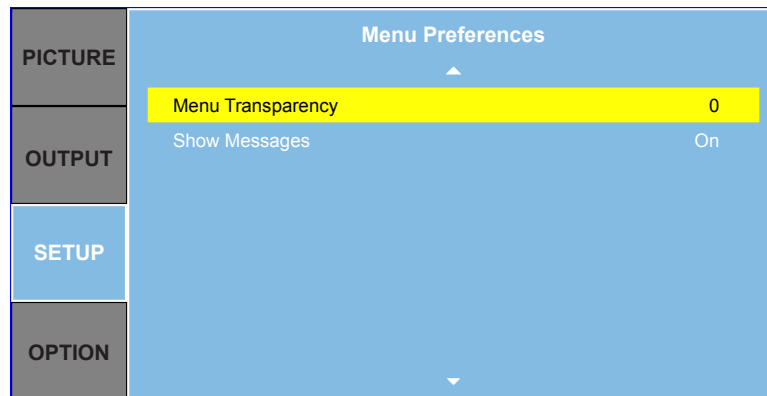 PICTURE
OUTPUT
SETUP
OPTION
Menu Preferences
Menu Transparency 0
Show Messages On